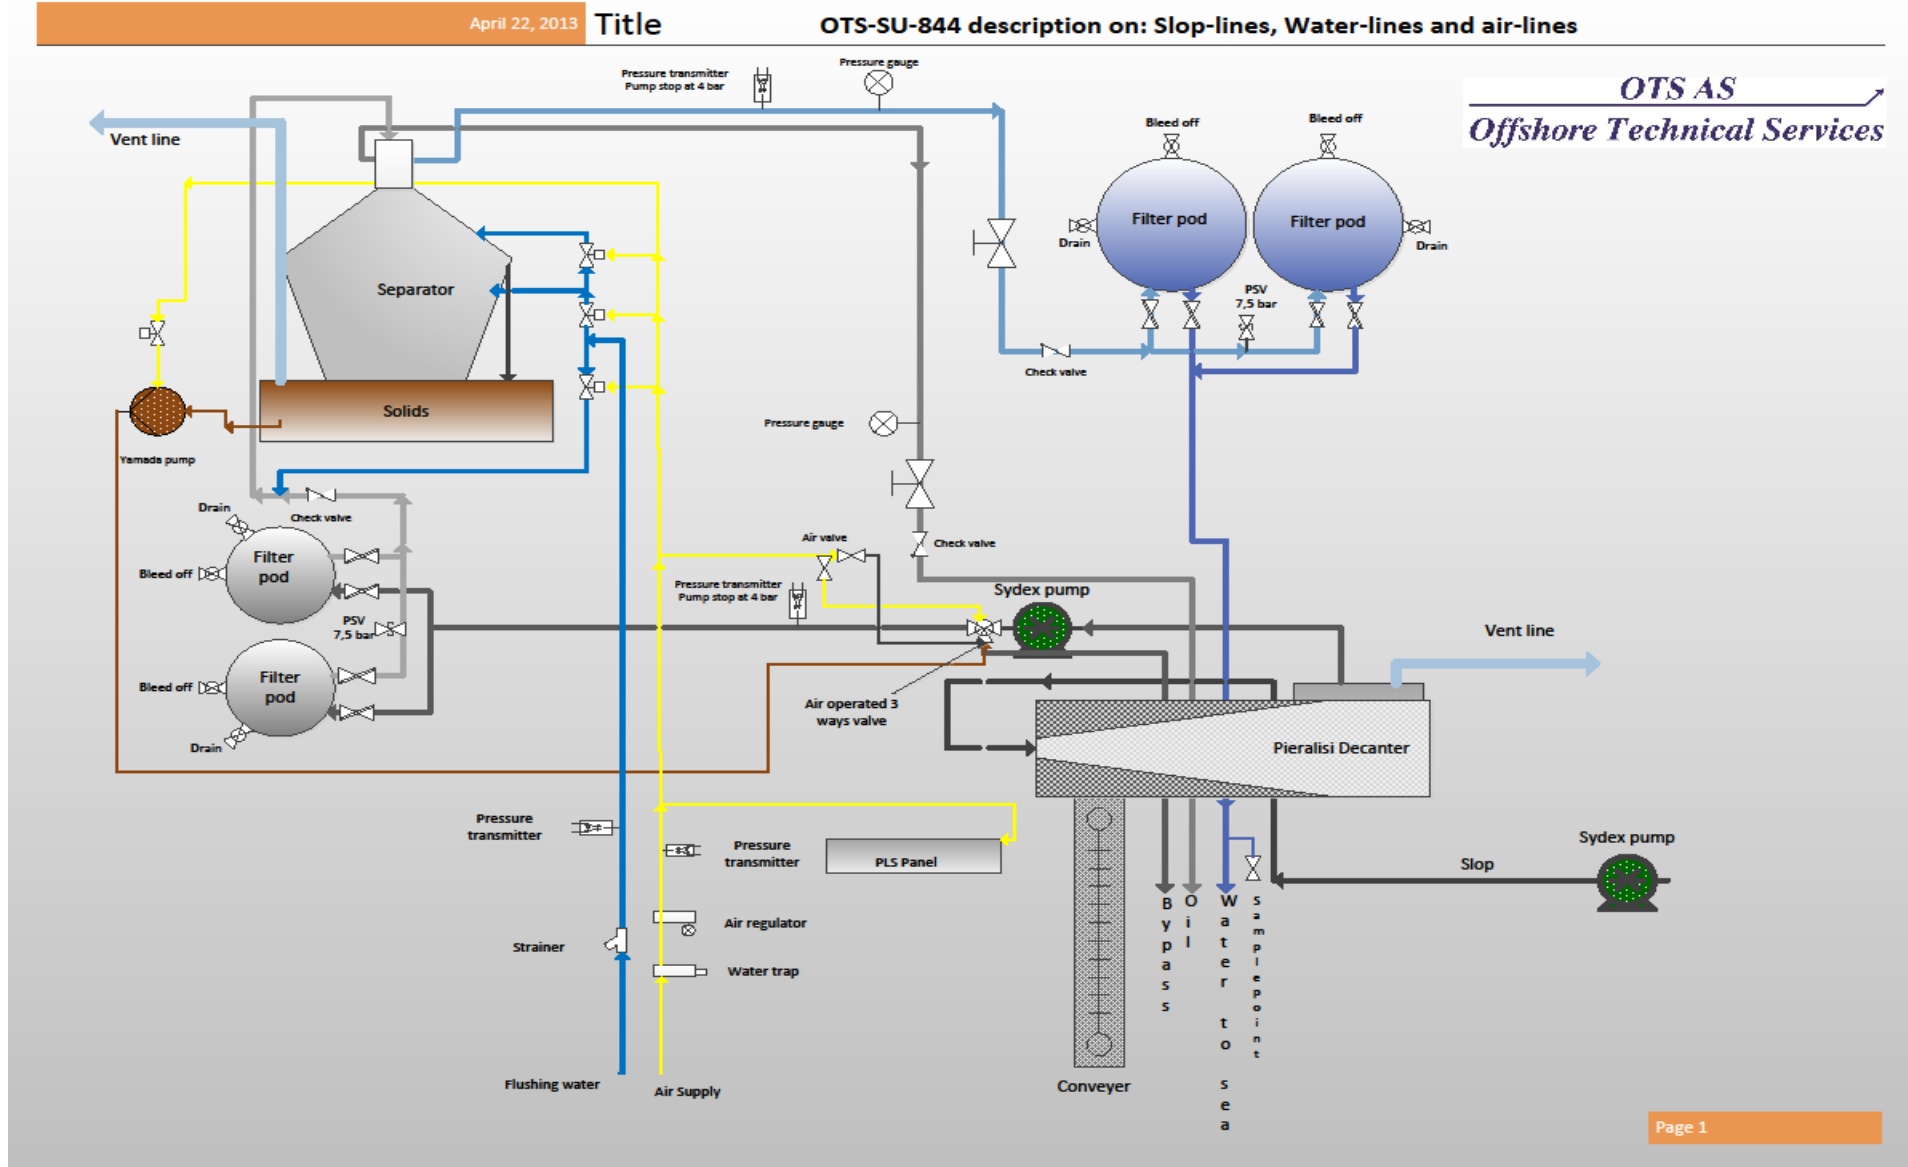 April 22, 2013
Title
OTS-SU-844 description on: Slop-lines, Water-lines and air-lines
OTS AS
Offshore Technical Services
Pressure transmitter
Pump stop at 4 bar
Pressure gauge
Vent line
Bleed off
Bleed off
Filter pod
Filter pod
Drain
Drain
Separator
PSV
7,5 bar
Check valve
Solids
Pressure gauge
Yamada pump
Drain
Check valve
Filter
pod
Bleed off
Air valve
Check valve
Pressure transmitter
Pump stop at 4 bar
Sydex pump
PSV
7,5 bar
Vent line
Filter
pod
Bleed off
Drain
Air operated 3
ways valve
Pieralisi Decanter
Pressure
transmitter
Pressure
transmitter
PLS Panel
Sydex pump
Slop
Bypass
Oil
Water to sea
Samplepoint
Air regulator
Strainer
Water trap
Flushing water
Air Supply
Conveyer
Page 1